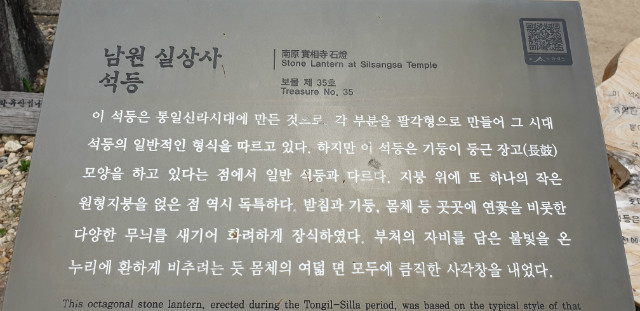 남원 실상사
석등
南原 實相寺 石燈
Stone Lantern at Silsangsa Temple
보물 제 35호
Treasure No. 35
이 석등은 통일신라시대에 만든 것으로, 각 부분을 팔각형으로 만들어 그 시대
석등의 일반적인 형식을 따르고 있다. 하지만 이 석등은 기둥이 둥근 장고(長鼓)
모양을 하고 있다는 점에서 일반 석등과 다르다. 지붕 위에 또 하나의 작은
원형지붕을 얹은 점 역시 독특하다. 받침과 기둥, 몸체 등 곳곳에 연꽃을 비롯한
다양한 무늬를 새기어 화려하게 장식하였다. 부처의 자비를 담은 불빛을 온
누리에 환하게 비추려는 듯 몸체의 여덟 면 모두에 큼직한 사각창을 내었다.
This octagonal stone lantern, erected during the Tongil-Silla period, was based on the typical style of that